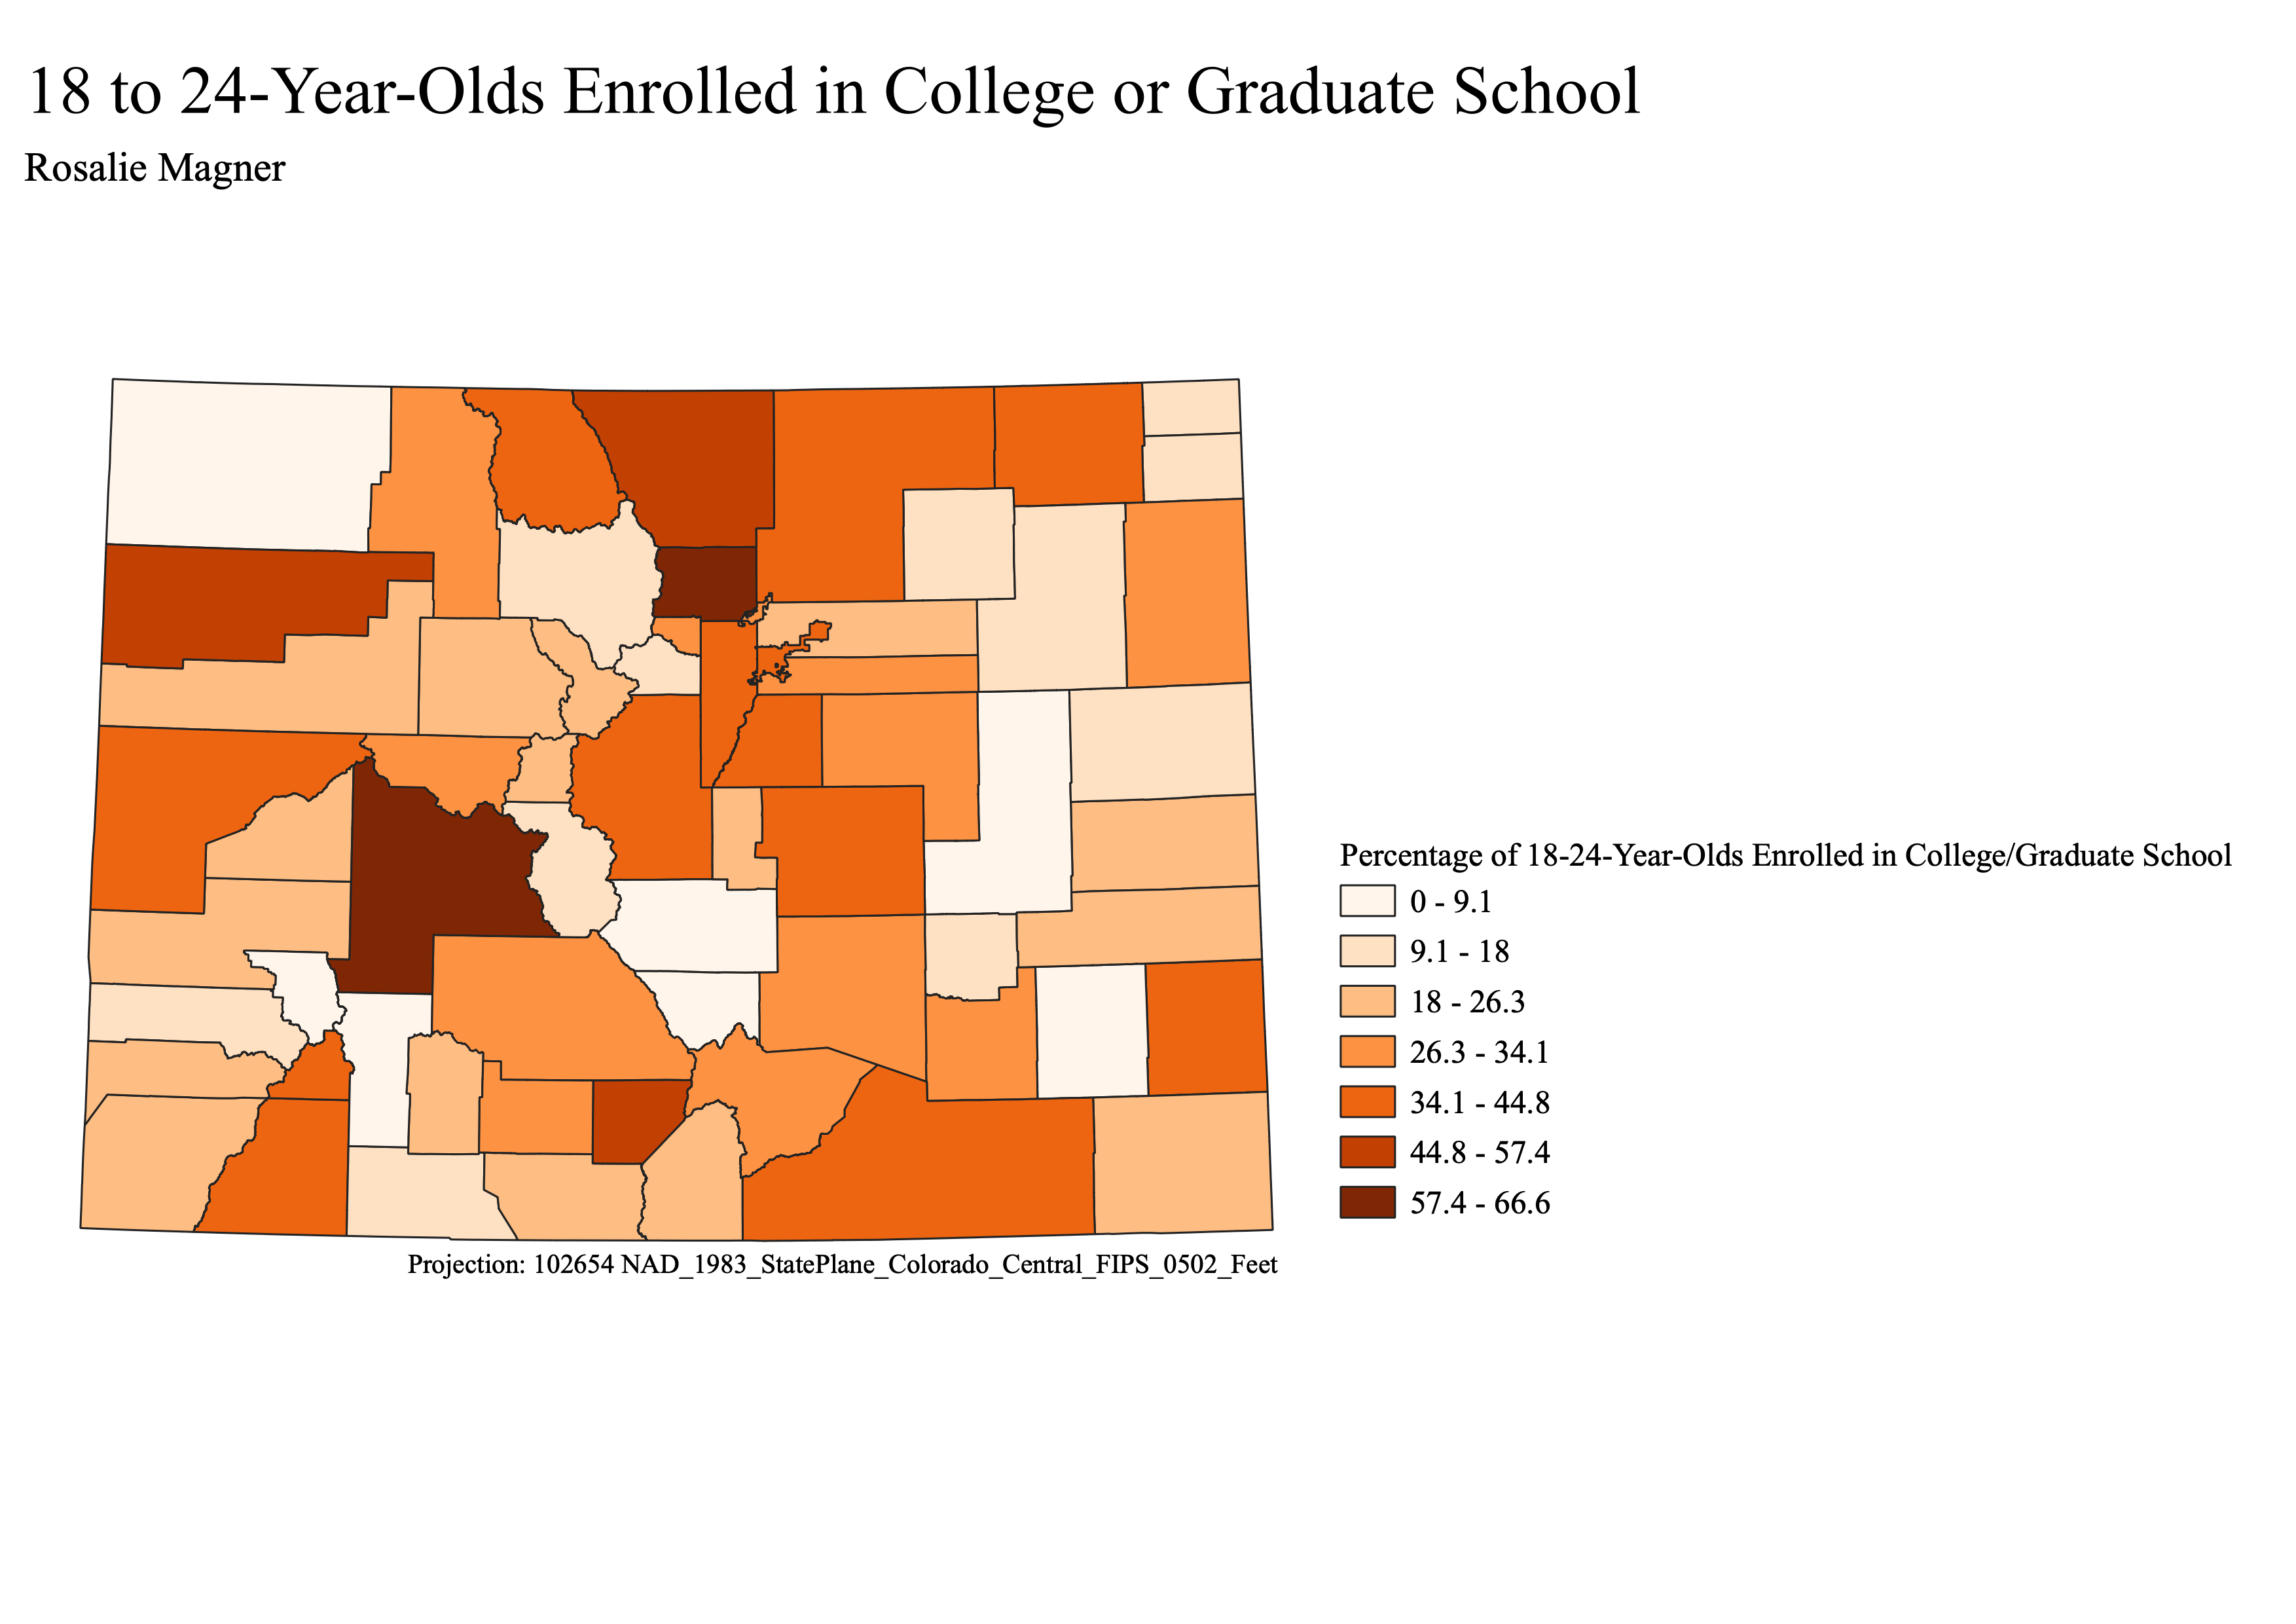 18 to 24-Year-Olds Enrolled in College or Graduate School
Rosalie Magner
Percentage of 18-24-Year-Olds Enrolled in College/Graduate School
0 - 9.1
9.1 - 18
18 - 26.3
26.3 - 34.1
34.1 - 44.8
44.8 - 57.4
57.4 - 66.6
Projection: 102654 NAD_1983_StatePlane_Colorado_Central_FIPS_0502_Feet